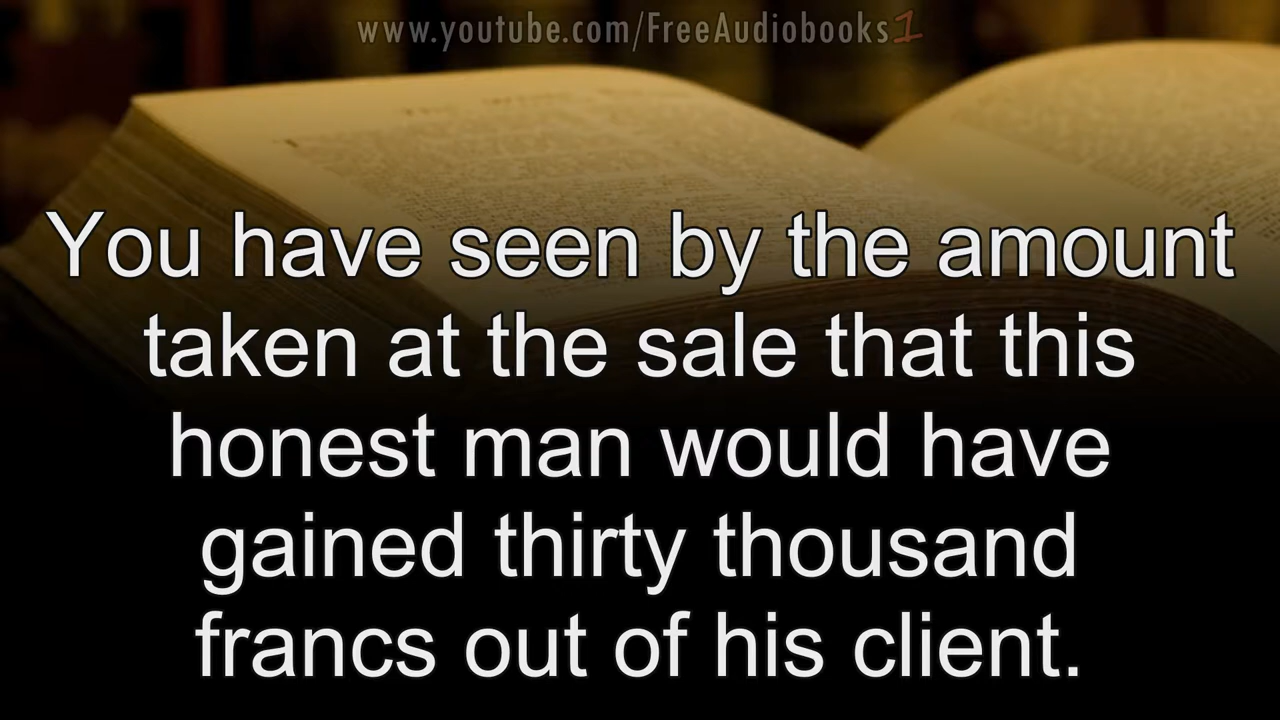 www.youtube.com/FreeAudiobooks1
You have seen by the amount
taken at the sale that this
honest man would have
gained thirty thousand
francs out of his client.